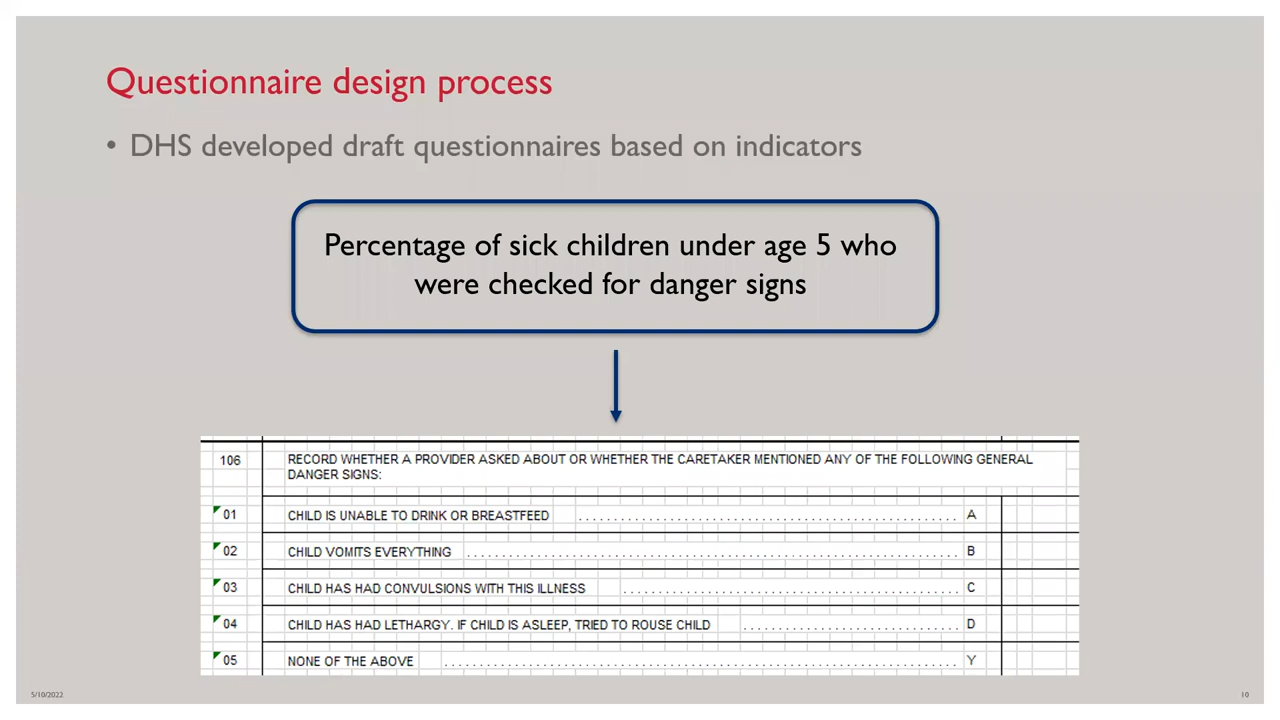 Questionnaire design process
• DHS developed draft questionnaires based on indicators
Percentage of sick children under age 5 who
were checked for danger signs
106 RECORD WHETHER A PROVIDER ASKED ABOUT OR WHETHER THE CARETAKER MENTIONED ANY OF THE FOLLOWING GENERAL
DANGER SIGNS:
01 CHILD IS UNABLE TO DRINK OR BREASTFEED ........................................ A
02 CHILD VOMITS EVERYTHING .................................................... B
03 CHILD HAS HAD CONVULSIONS WITH THIS ILLNESS ................................... C
04 CHILD HAS HAD LETHARGY. IF CHILD IS ASLEEP, TRIED TO ROUSE CHILD ....................... D
05 NONE OF THE ABOVE ...................................................... Y
5/10/2022
10